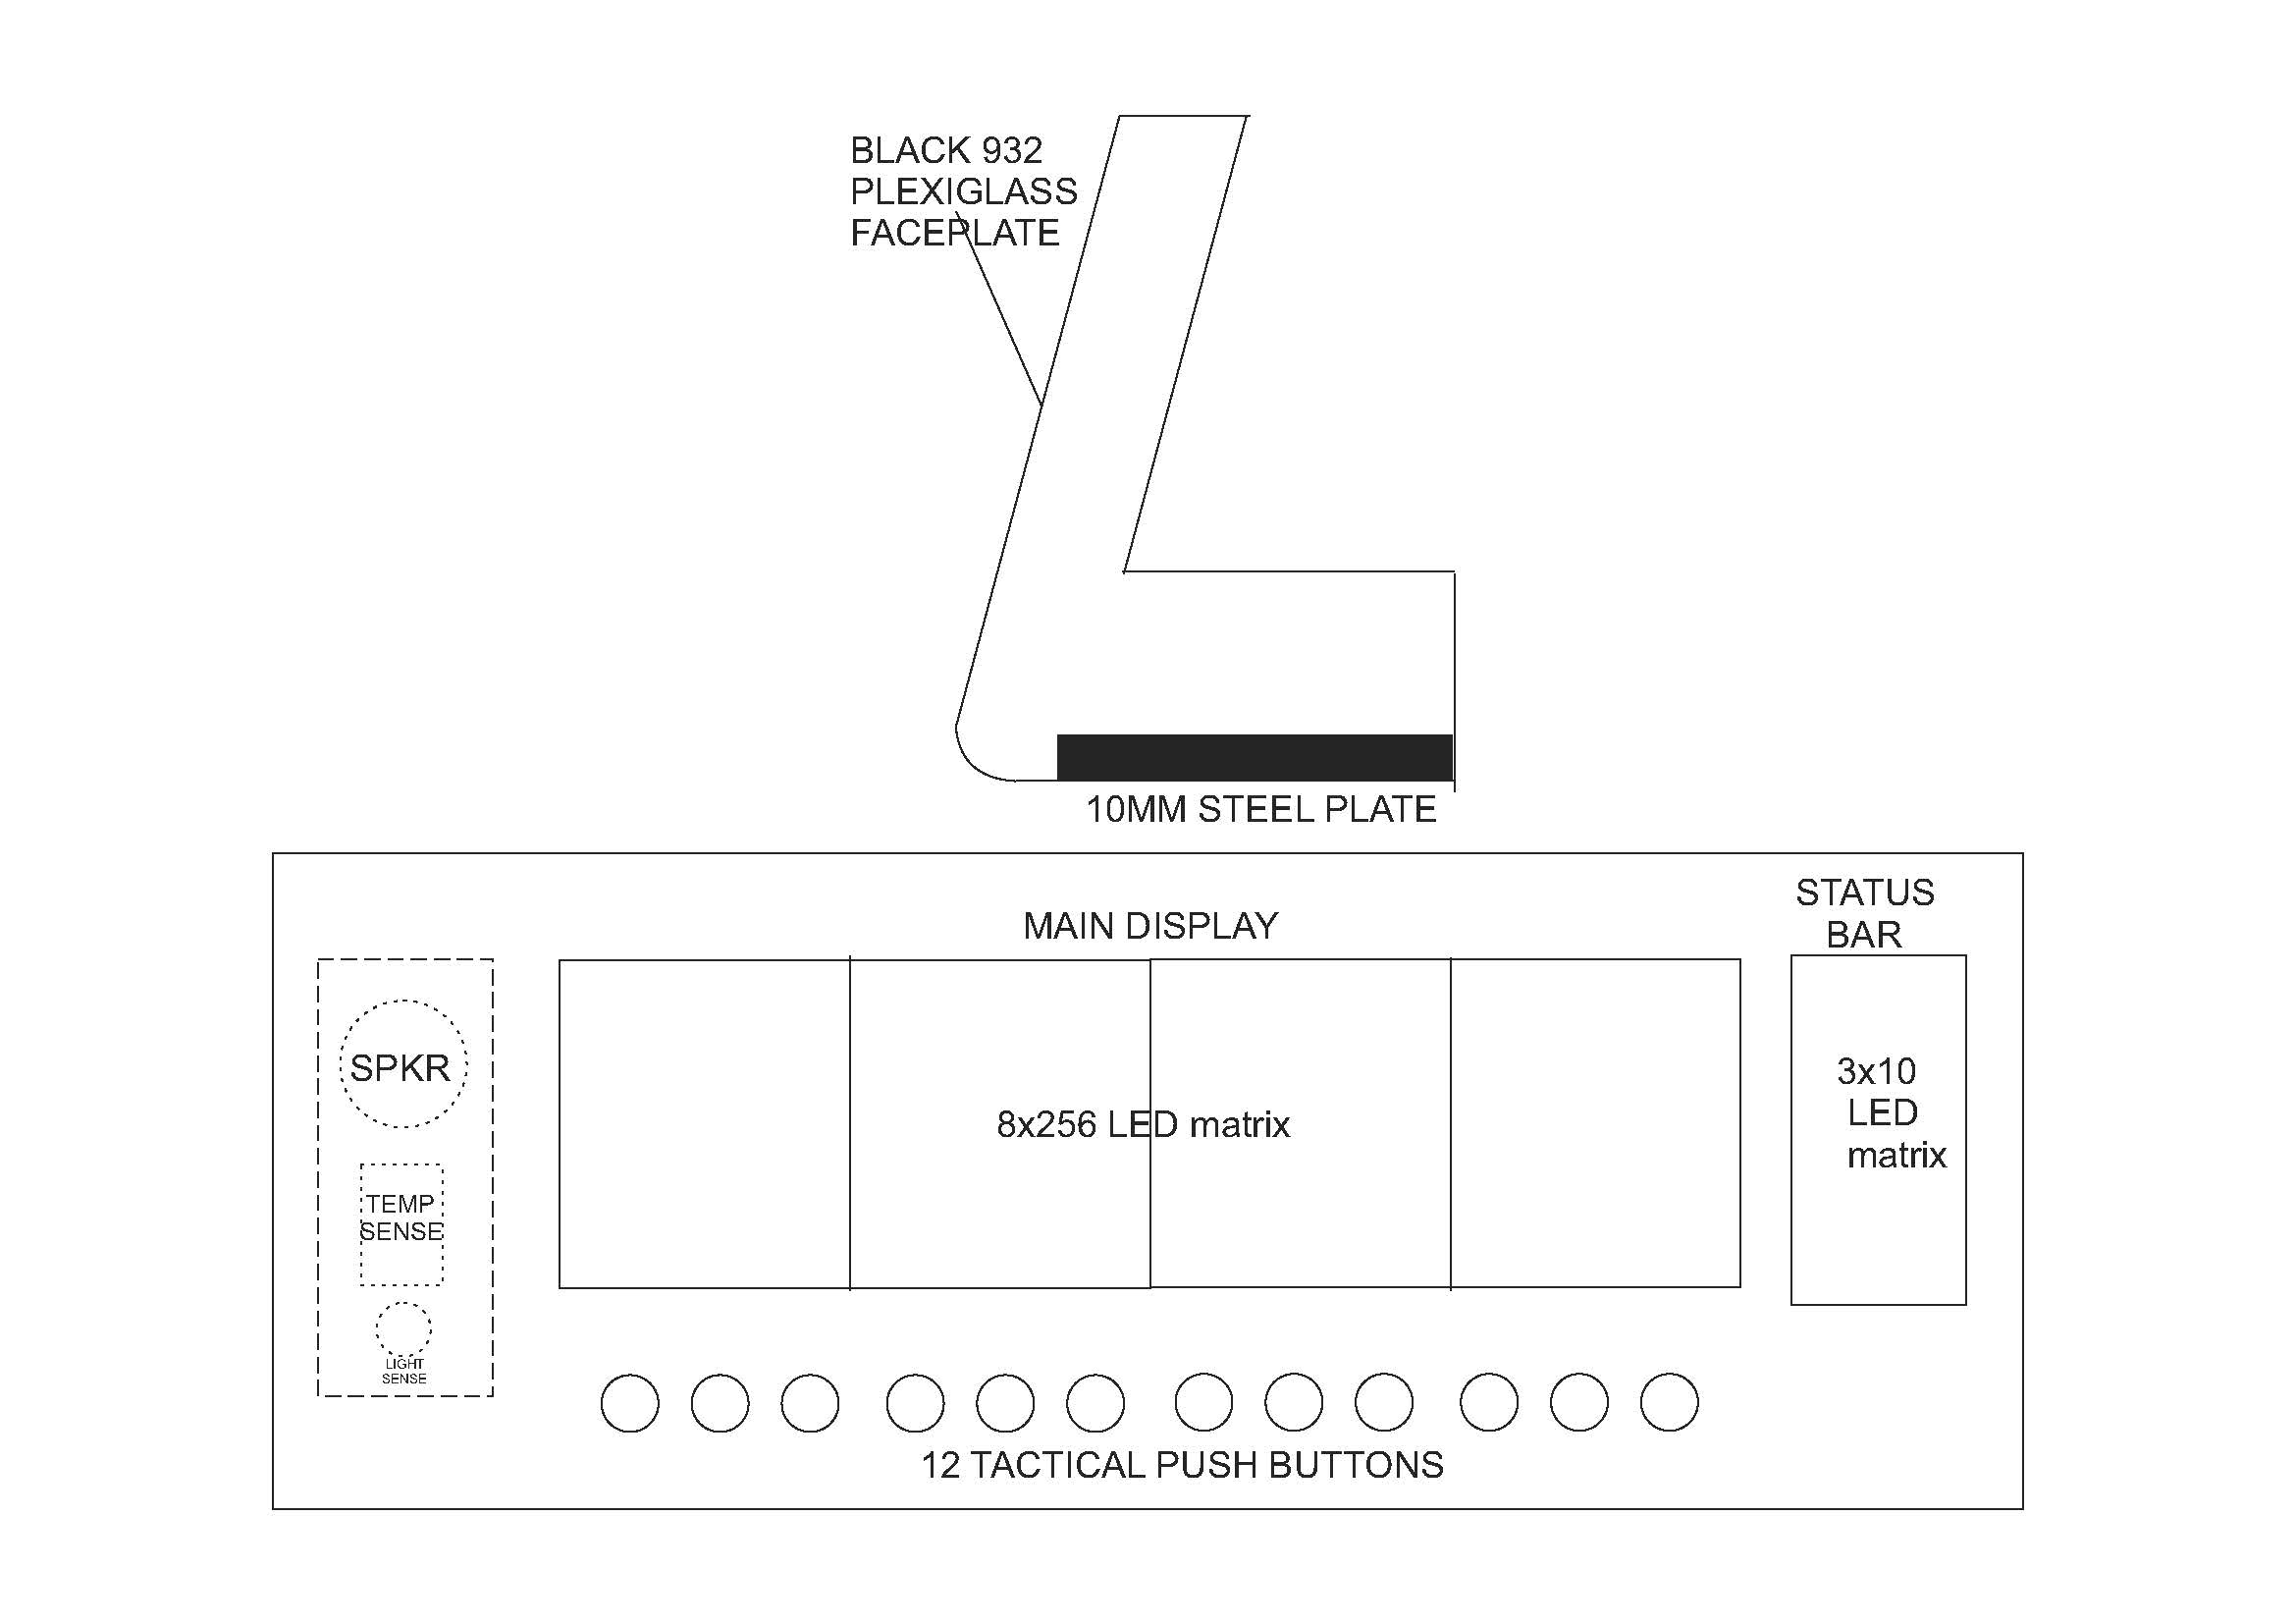 BLACK 932
PLEXIGLASS
FACEPLATE
10MM STEEL PLATE
MAIN DISPLAY
STATUS
BAR
SPKR
TEMP
SENSE
LIGHT
SENSE
8x256 LED matrix
3x10
LED
matrix
12 TACTICAL PUSH BUTTONS